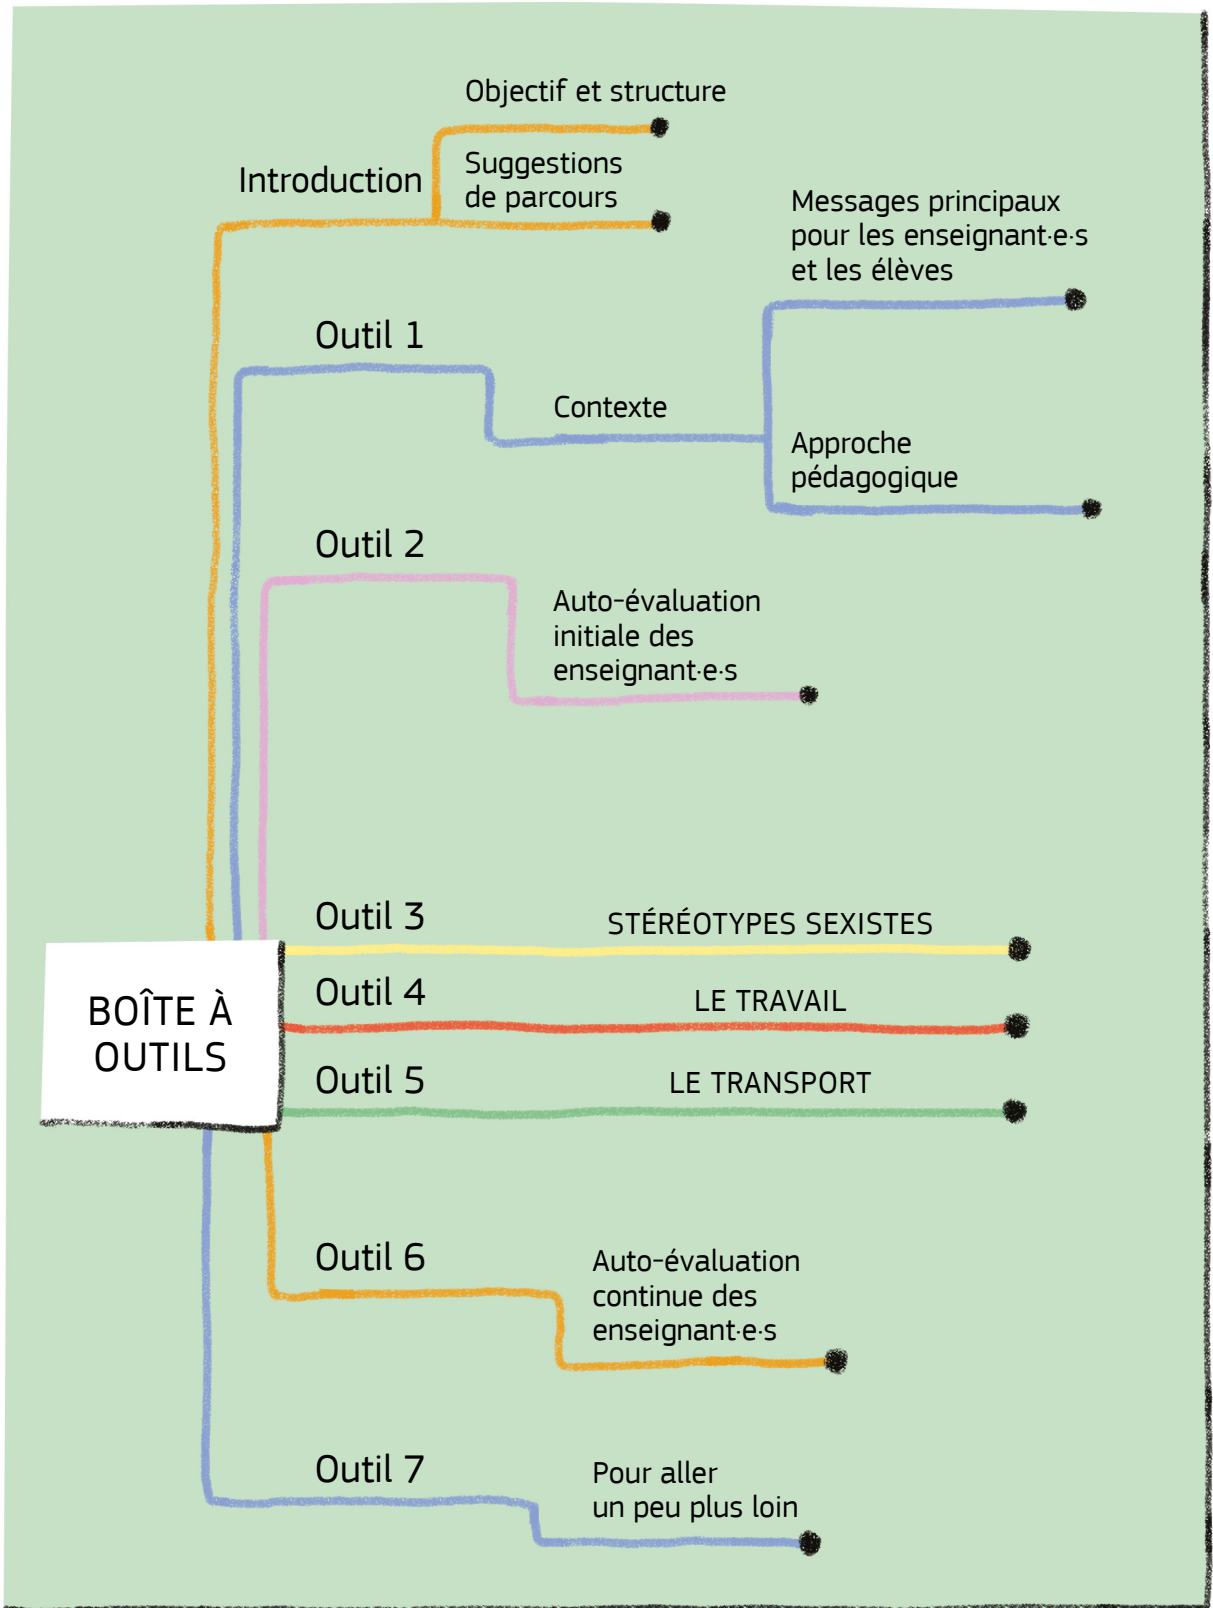 Objectif et structure
Introduction
Suggestions
de parcours
Messages principaux
pour les enseignant·e·s
et les élèves
Outil 1
Contexte
Approche
pédagogique
Outil 2
Auto-évaluation
initiale des
enseignant·e·s
Outil 3
STÉRÉOTYPES SEXISTES
BOÎTE À
OUTILS
Outil 4
LE TRAVAIL
Outil 5
LE TRANSPORT
Outil 6
Auto-évaluation
continue des
enseignant·e·s
Outil 7
Pour aller
un peu plus loin